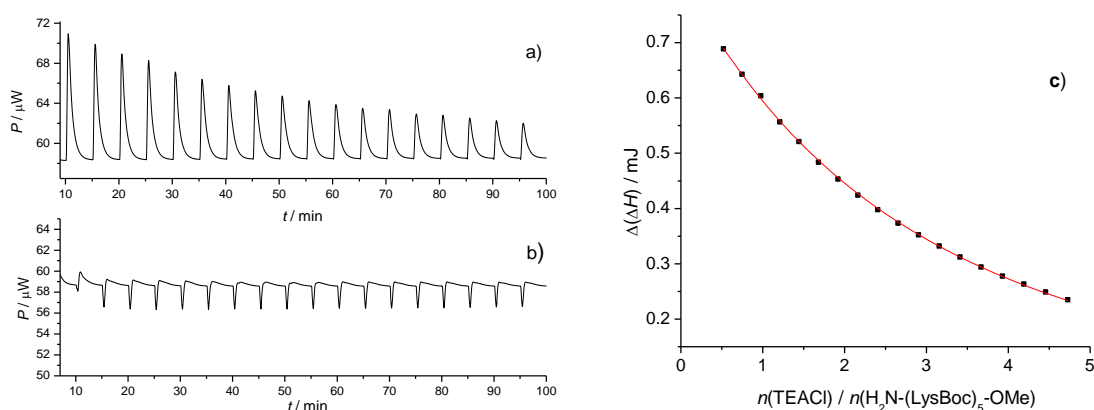 72
68
64
60
P / μW
10 20 30 40 50 60 70 80 90 100
t / min
a)
64
62
60
58
56
54
52
50
P / μW
10 20 30 40 50 60 70 80 90 100
t / min
b)
0.7
0.6
0.5
0.4
0.3
0.2
Δ(ΔH) / mJ
0 1 2 3 4 5
n(TEACl) / n(H₂N-(LysBoc)₅-OMe)
c)